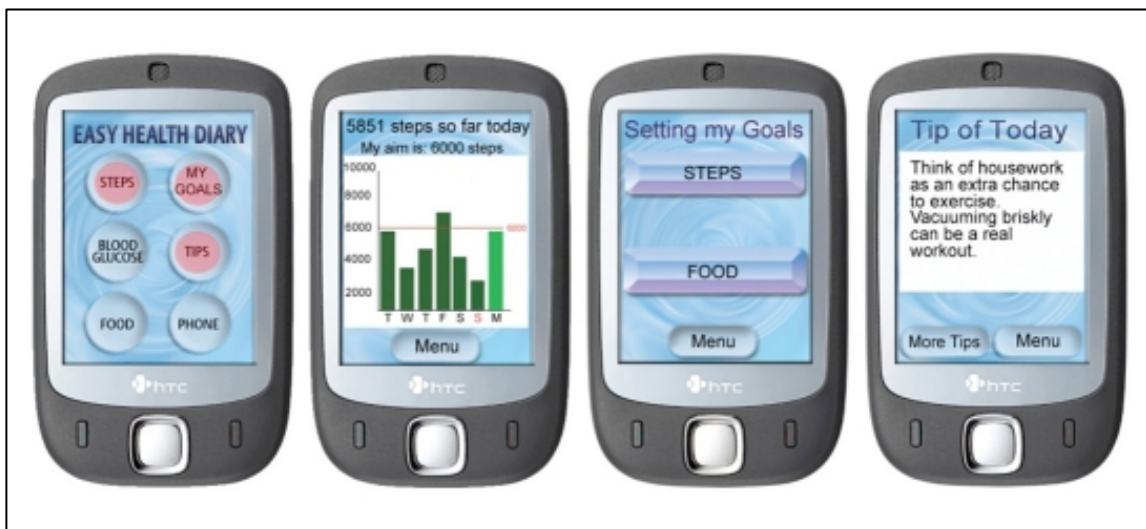 EASY HEALTH DIARY
STEPS
MY
GOALS
BLOOD
GLUCOSE
TIPS
FOOD
PHONE
htc
5851 steps so far today
My aim is: 6000 steps
10000
8000
6000
6000
4000
2000
T W T F S S M
Menu
htc
Setting my Goals
STEPS
FOOD
Menu
htc
Tip of Today
Think of housework
as an extra chance
to exercise.
Vacuuming briskly
can be a real
workout.
More Tips
Menu
htc